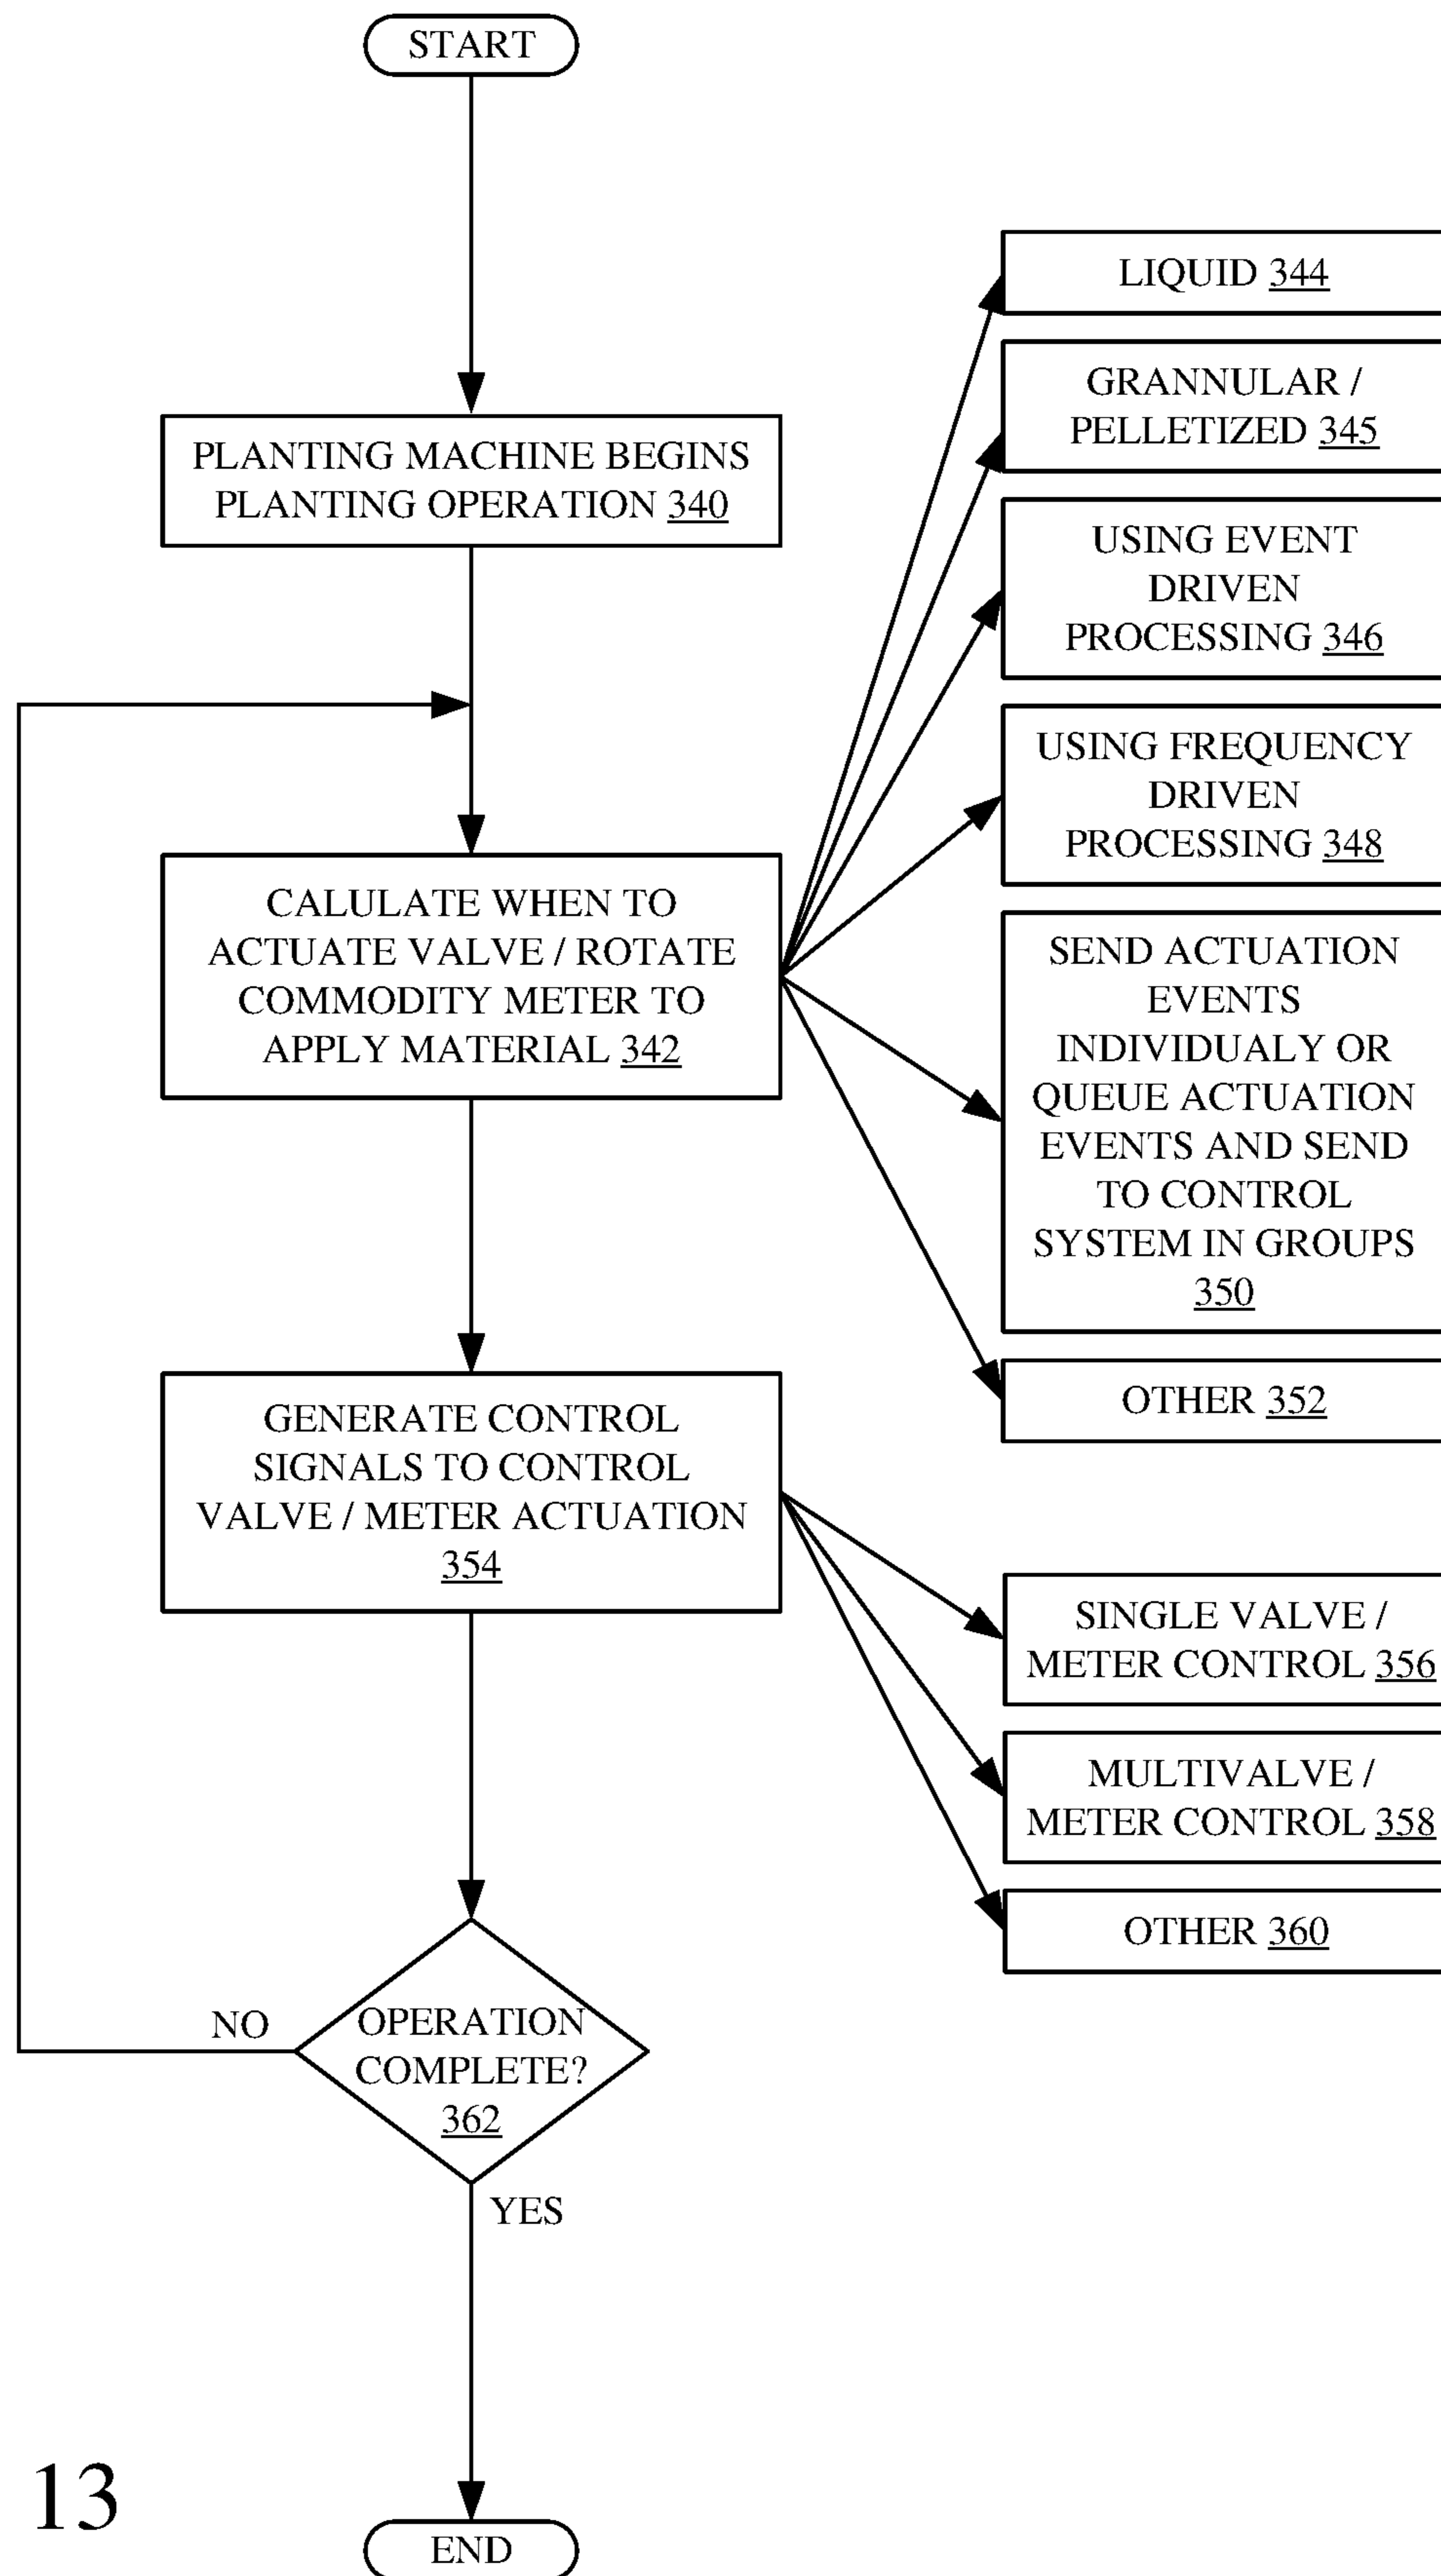 START
PLANTING MACHINE BEGINS
PLANTING OPERATION 340
LIQUID 344
GRANNULAR /
PELLETIZED 345
USING EVENT
DRIVEN
PROCESSING 346
USING FREQUENCY
DRIVEN
PROCESSING 348
CALULATE WHEN TO
ACTUATE VALVE / ROTATE
COMMODITY METER TO
APPLY MATERIAL 342
SEND ACTUATION
EVENTS
INDIVIDUALY OR
QUEUE ACTUATION
EVENTS AND SEND
TO CONTROL
SYSTEM IN GROUPS
350
OTHER 352
GENERATE CONTROL
SIGNALS TO CONTROL
VALVE / METER ACTUATION
354
SINGLE VALVE /
METER CONTROL 356
MULTIVALVE /
METER CONTROL 358
OTHER 360
NO
OPERATION
COMPLETE?
362
YES
13
END